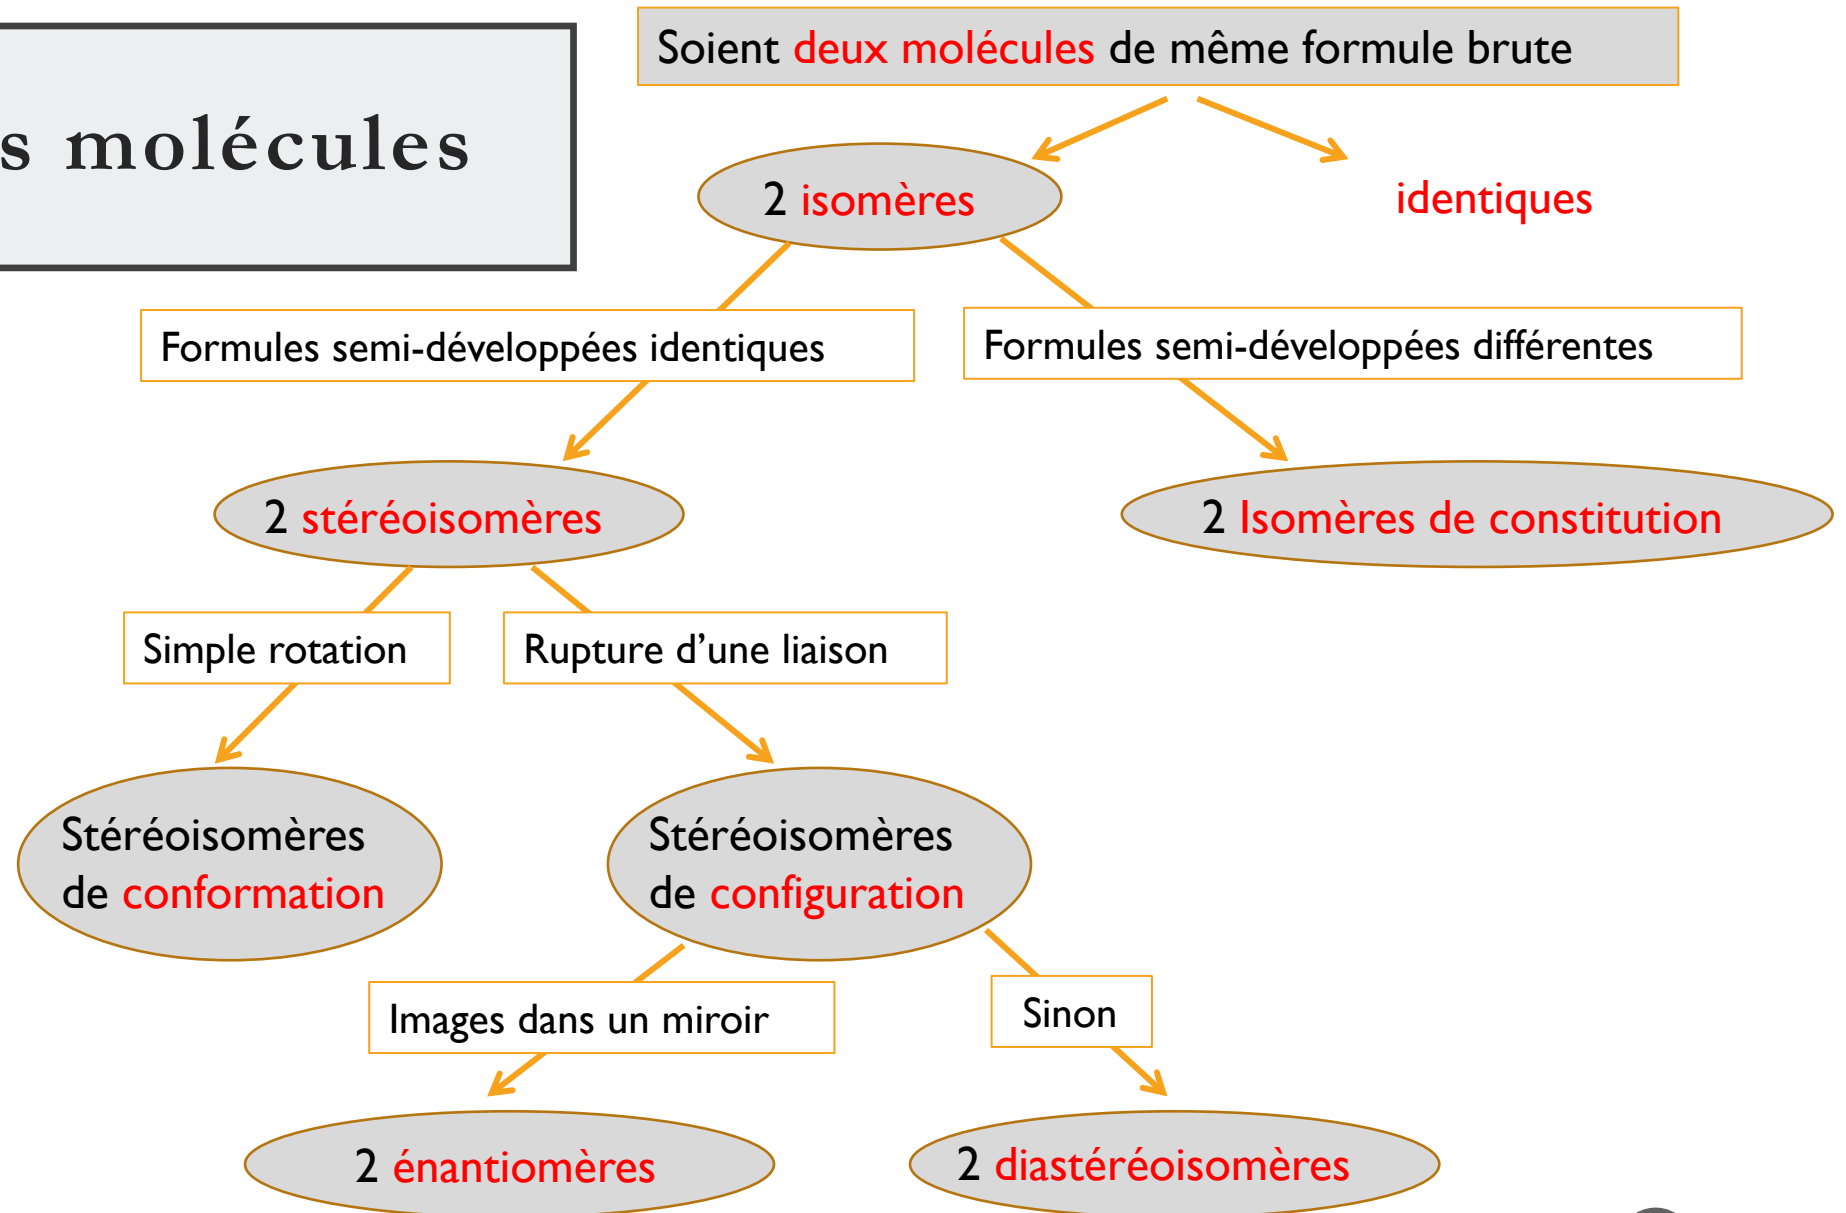 s molécules
Soient deux molécules de même formule brute
2 isomères
identiques
Formules semi-développées identiques
Formules semi-développées différentes
2 stéréoisomères
2 Isomères de constitution
Simple rotation
Rupture d’une liaison
Stéréoisomères
de conformation
Stéréoisomères
de configuration
Images dans un miroir
Sinon
2 énantiomères
2 diastéréoisomères